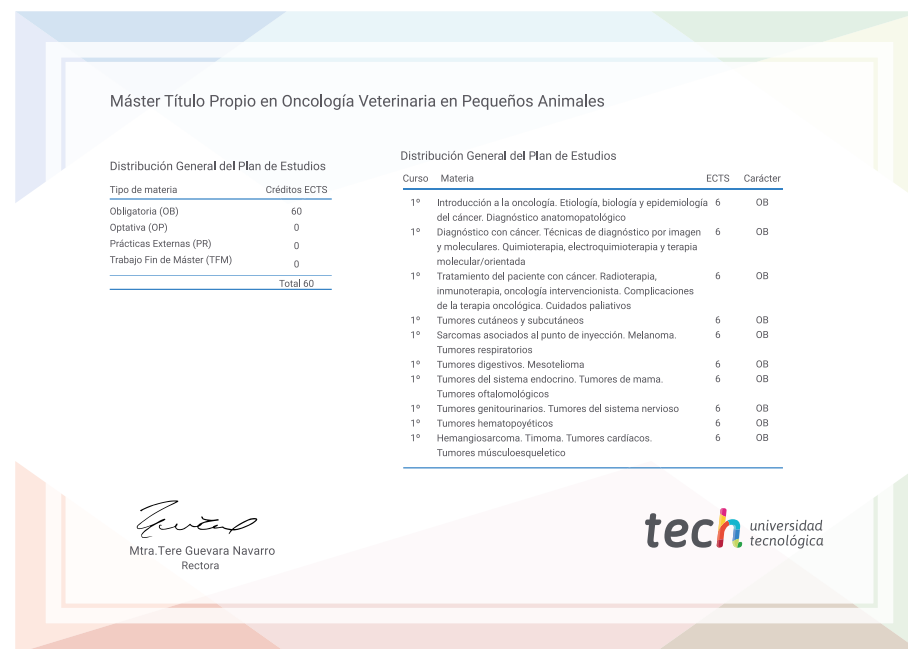 Máster Título Propio en Oncología Veterinaria en Pequeños Animales
Distribución General del Plan de Estudios
Tipo de materia Créditos ECTS
Obligatoria (OB) 60
Optativa (OP) 0
Prácticas Externas (PR) 0
Trabajo Fin de Máster (TFM) 0
Total 60
Distribución General del Plan de Estudios
Curso Materia ECTS Carácter
1º Introducción a la oncología. Etiología, biología y epidemiología 6 OB
del cáncer. Diagnóstico anatomopatológico
1º Diagnóstico con cáncer. Técnicas de diagnóstico por imagen 6 OB
y moleculares. Quimioterapia, electroquimioterapia y terapia
molecular/orientada
1º Tratamiento del paciente con cáncer. Radioterapia, 6 OB
inmunoterapia, oncología intervencionista. Complicaciones
de la terapia oncológica. Cuidados paliativos
1º Tumores cutáneos y subcutáneos 6 OB
1º Sarcomas asociados al punto de inyección. Melanoma. 6 OB
Tumores respiratorios
1º Tumores digestivos. Mesotelioma 6 OB
1º Tumores del sistema endocrino. Tumores de mama. 6 OB
Tumores oftalomológicos
1º Tumores genitourinarios. Tumores del sistema nervioso 6 OB
1º Tumores hematopoyéticos 6 OB
1º Hemangiosarcoma. Timoma. Tumores cardíacos. 6 OB
Tumores músculoesqueletico
Mtra.Tere Guevara Navarro
Rectora
tech universidad
tecnológica